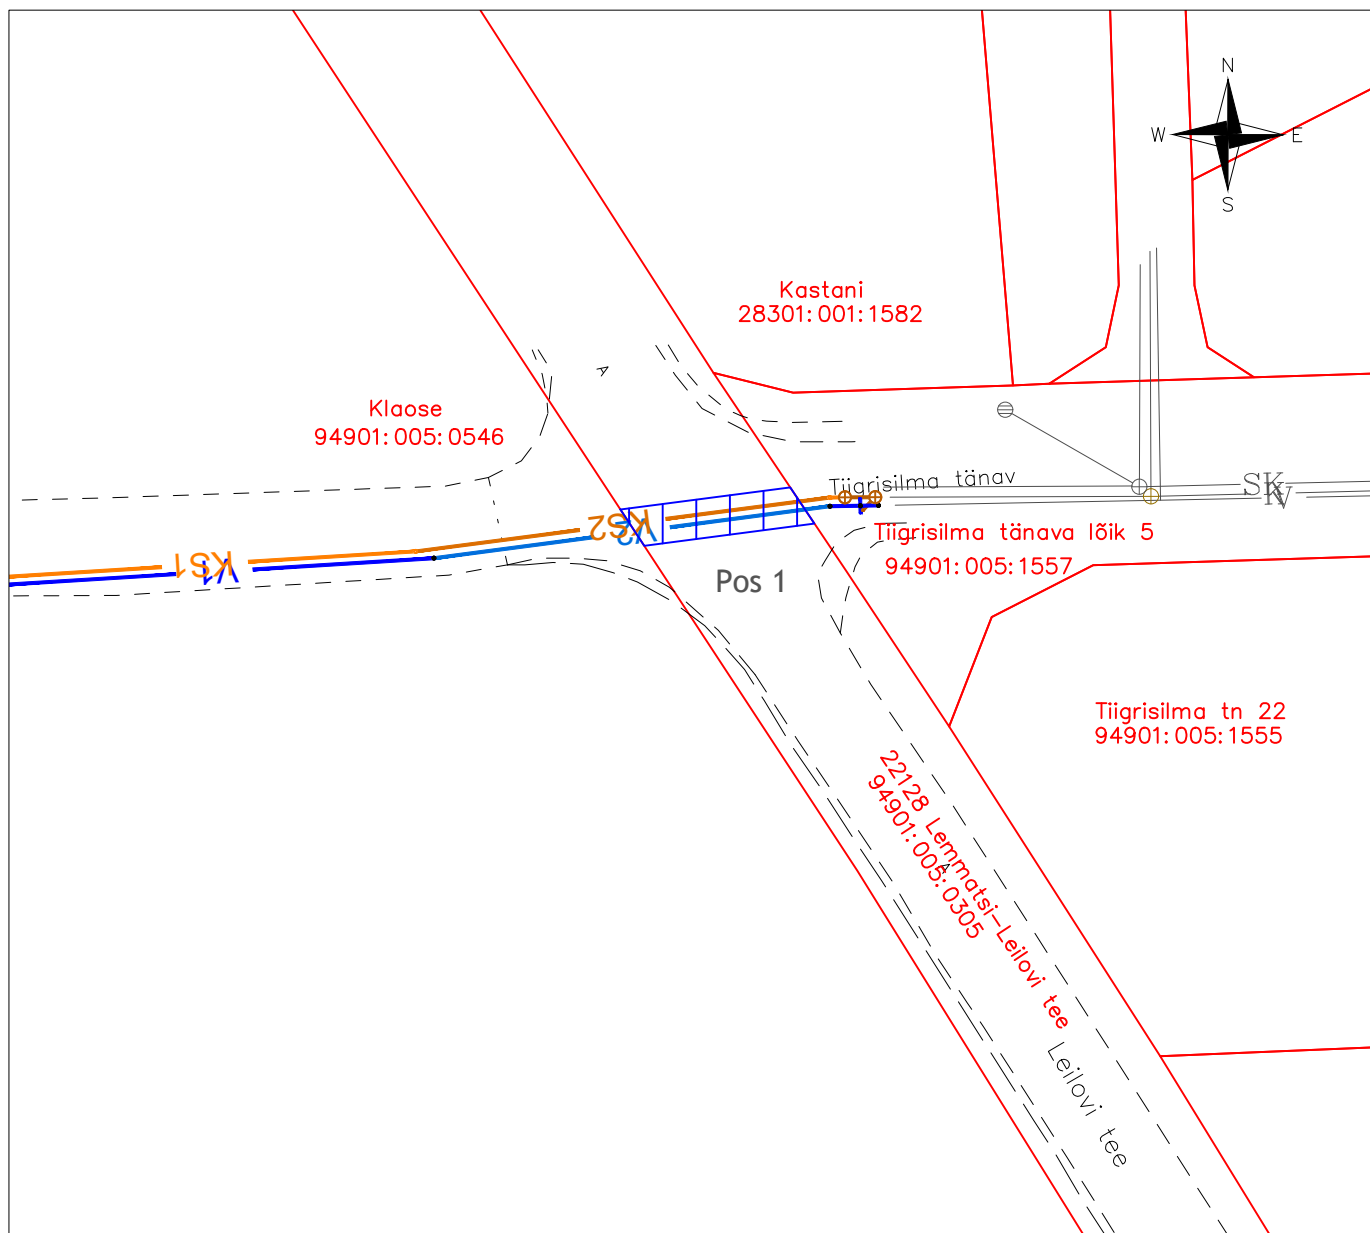 N
W
E
S
Kastani
28301:001:1582
A
Klaose
94901:005:0546
Tiigrisilma tänav
SK
K
V
KS2
V2
Tiigrisilma tänava lõik 5
94901:005:1557
KS1
V1
Pos 1
Tiigrisilma tn 22
94901:005:1555
22128 Lemmatsi-Leilovi tee
94901:005:0305
A
Leilovi tee